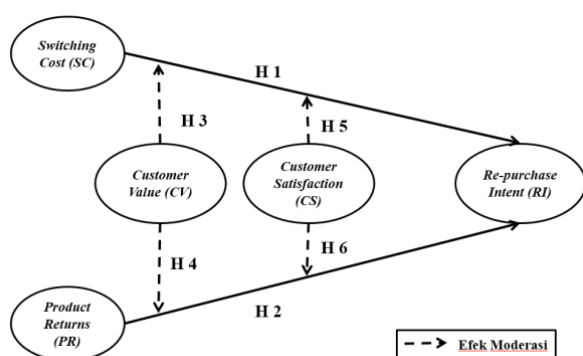 Switching
Cost (SC)
H 1
H 3
H 5
Customer
Value (CV)
Customer
Satisfaction
(CS)
Re-purchase
Intent (RI)
H 4
H 6
H 2
Product
Returns
(PR)
Efek Moderasi